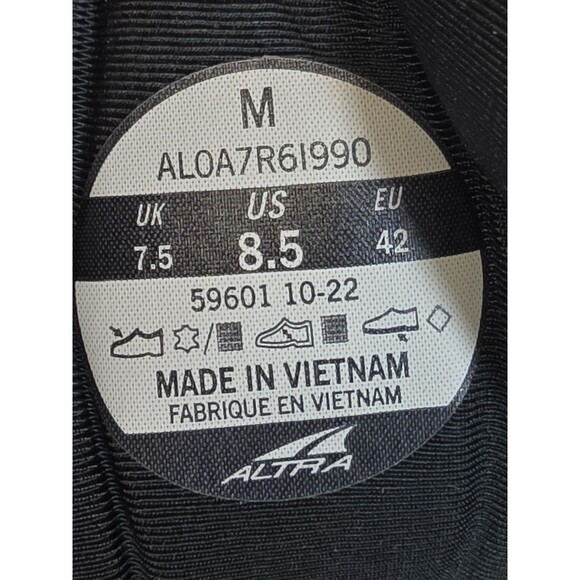 M
AL0A7R6I990
UK US EU
7.5 8.5 42
59601 10-22
MADE IN VIETNAM
FABRIQUE EN VIETNAM
ALTRA